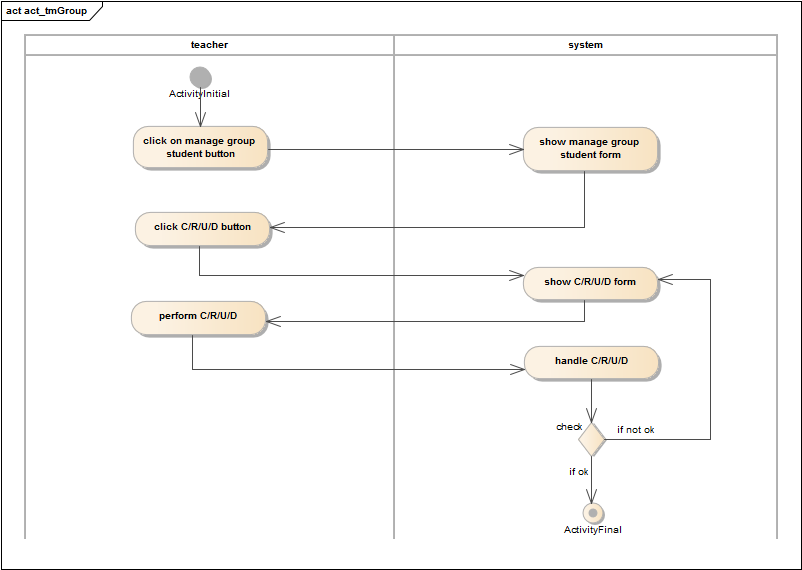 act act_tmGroup
teacher
system
ActivityInitial
click on manage group
student button
show manage group
student form
click C/R/U/D button
show C/R/U/D form
perform C/R/U/D
handle C/R/U/D
check
if not ok
if ok
ActivityFinal